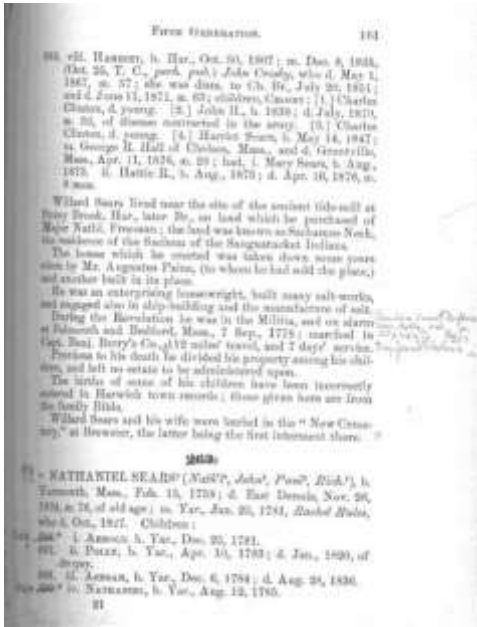 FIFTH GENERATION. 161
viii. HARRIET, b. Har., Oct. 30, 1807; m. Dec. 8, 1835,
(Oct. 25, T. C., perh. pub.) John Crosby, who d. May 1,
1867, æ. 57; she was dism. to Ch. Br., July 20, 1851;
and d. June 11, 1871, æ. 63; children, CROSBY: [1.] Charles
Clinton, d. young. [2.] John H., b. 1838; d. July, 1870,
æ. 32, of disease contracted in the army. [3.] Charles
Clinton, d. young. [4.] Harriet Sears, b. May 14, 1847;
m. George R. Hall of Chelsea, Mass., and d. Grantville,
Mass., Apr. 11, 1876, æ. 29; had, i. Mary Sears, b. Aug.,
1873. ii. Hattie R., b. Aug., 1875; d. Apr. 16, 1876, æ.
8 mos.
Willard Sears lived near the site of the ancient tide-mill at
Stony Brook, Har., later Br., on land which he purchased of
Major Nathl. Freeman; the land was known as Sachamus Neck,
the residence of the Sachem of the Sauquatucket Indians.
The house which he erected was taken down some years
since by Mr. Augustus Paine, (to whom he had sold the place,)
and another built in its place.
He was an enterprising housewright, built many salt-works,
and engaged also in ship-building and the manufacture of salt.
During the Revolution he was in the Militia, and on alarm
at Falmouth and Bedford, Mass., 7 Sep., 1778; marched in
Capt. Benj. Berry's Co., 112 miles' travel, and 7 days' service.
Previous to his death he divided his property among his chil-
dren, and left no estate to be administered upon.
The births of some of his children have been incorrectly
entered in Harwich town records; those given here are from
the family Bible.
Willard Sears and his wife were buried in the "New Ceme-
tery," at Brewster, the latter being the first interment there.
NATHANIEL SEARS (Nath'l, John, Paul, Rich.), b.
Yarmouth, Mass., Feb. 15, 1758; d. East Dennis, Nov. 26,
1834, æ. 76, of old age; m. Yar., Jan. 25, 1781, Rachel
who d. Oct., 1827. Children:
i. b. Yar., Dec. 25, 1781.
ii. POLLY, b. Yar., Apr. 10, 1783; d. Jan., 1820, of
dropsy.
iii. b. Yar., Dec. 6, 1784; d. Aug. 28, 1836.
iv. NATHANIEL, b. Yar., Aug. 12, 1785.
21